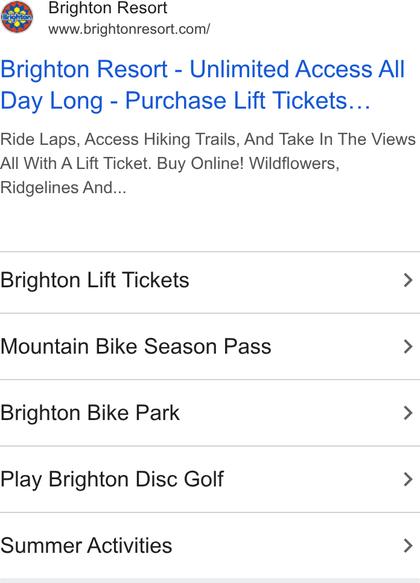 Brighton
Brighton Resort
www.brightonresort.com/
Brighton Resort - Unlimited Access All
Day Long - Purchase Lift Tickets…
Ride Laps, Access Hiking Trails, And Take In The Views
All With A Lift Ticket. Buy Online! Wildflowers,
Ridgelines And...
Brighton Lift Tickets
Mountain Bike Season Pass
Brighton Bike Park
Play Brighton Disc Golf
Summer Activities